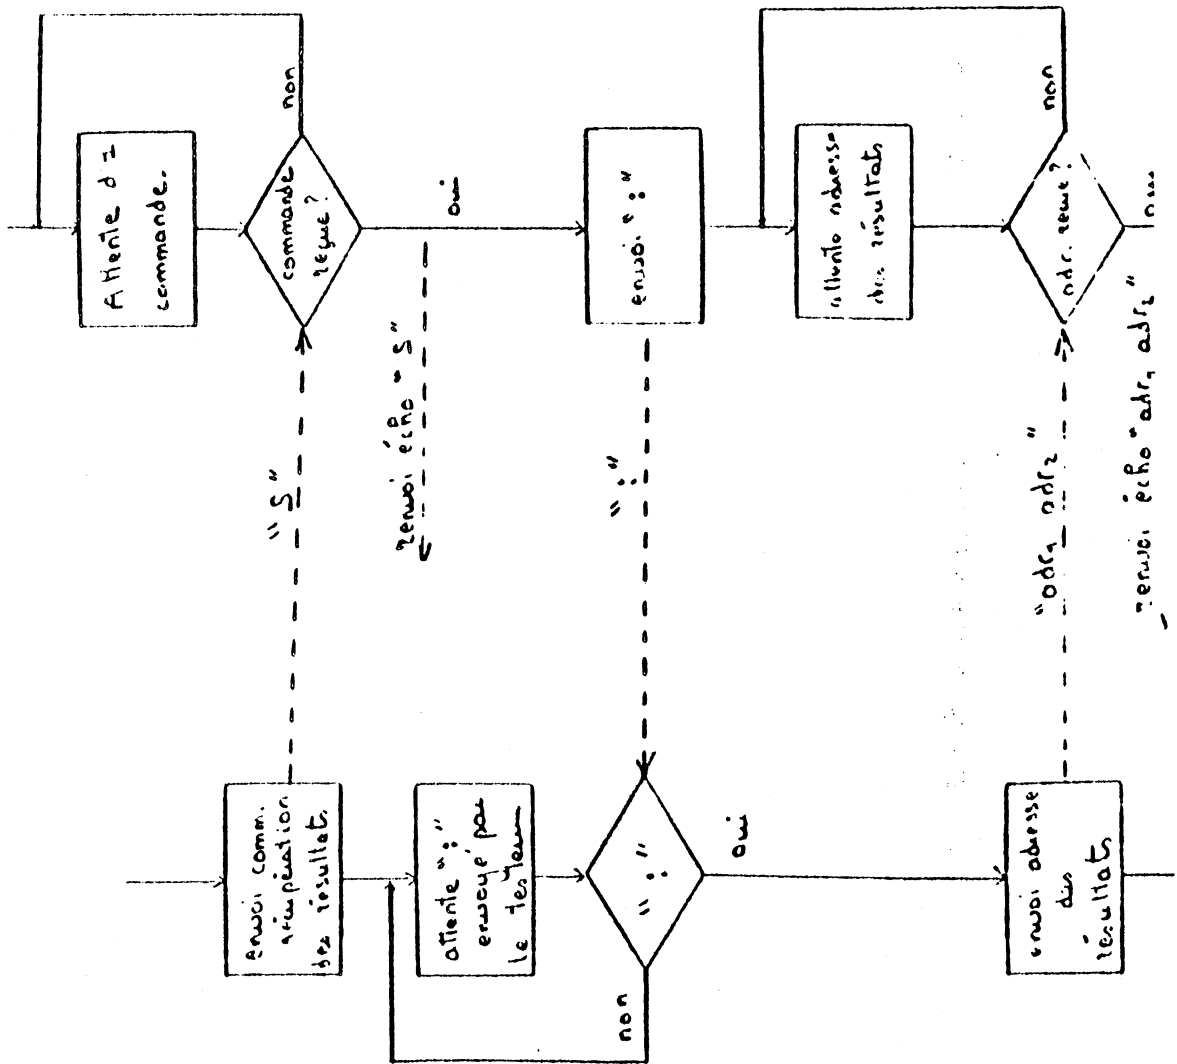 Attente de
commande.
commande
reçue ?
non
oui
"S"
renvoi écho "S"
envoi ":"
":"
attente adresse
des résultats
adr. reçue ?
non
"adr₁ adr₂"
renvoi écho "adr₁ adr₂"
envoi comm.
récupération
des résultats
attente ":"
envoyé par
le testeur
":"
non
oui
envoi adresse
des
résultats